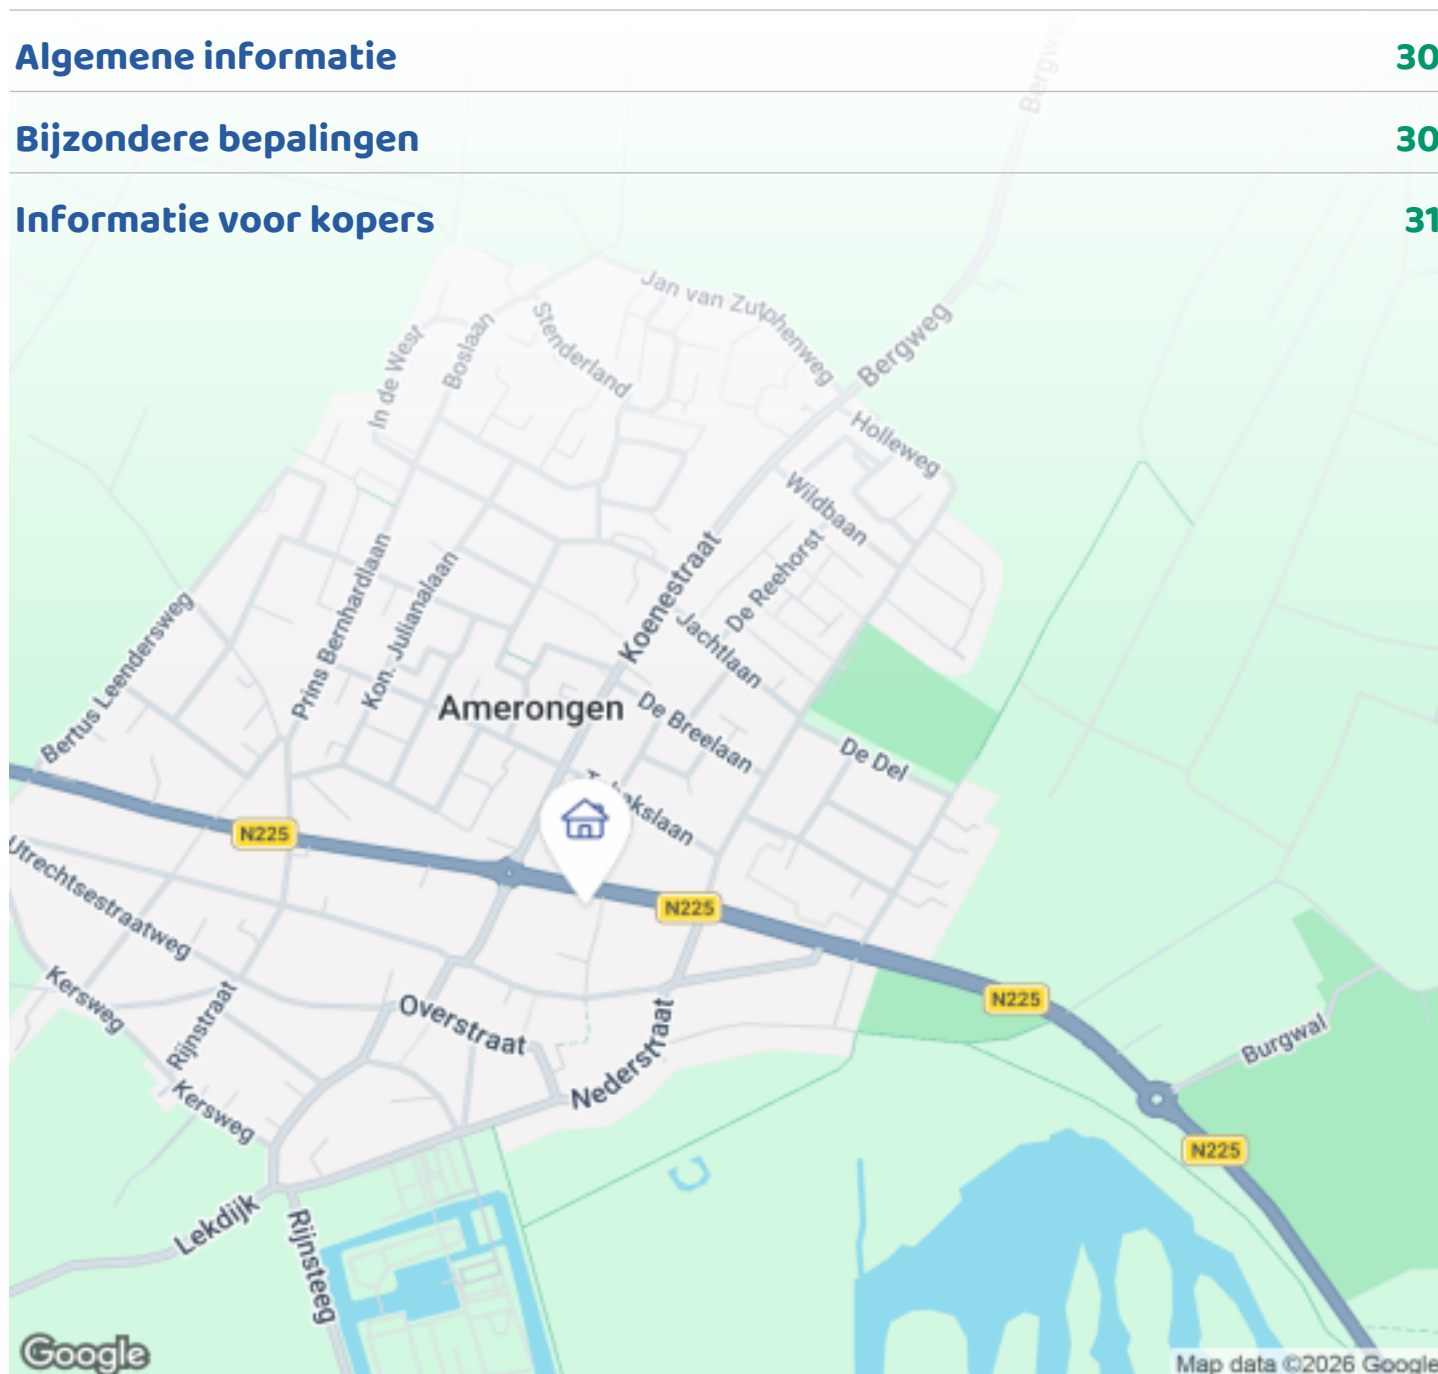 Algemene informatie 30
Bijzondere bepalingen 30
Informatie voor kopers 31
Bergweg
Jan van Zutphenweg
Stenderland
Boslaan
In de West
Bergweg
Holleweg
Wildbaan
De Reehorst
Koenestraat
Jachtlaan
Prins Bernhardlaan
Kon. Julianalaan
Bertus Leendersweg
Amerongen
De Breelaan
De Del
N225
N225
Utrechtsestraatweg
Kersweg
Rijnstraat
Overstraat
Nederstraat
N225
Burgwal
Kersweg
N225
Lekdijk
Rijnsteeg
Google
Map data ©2026 Google